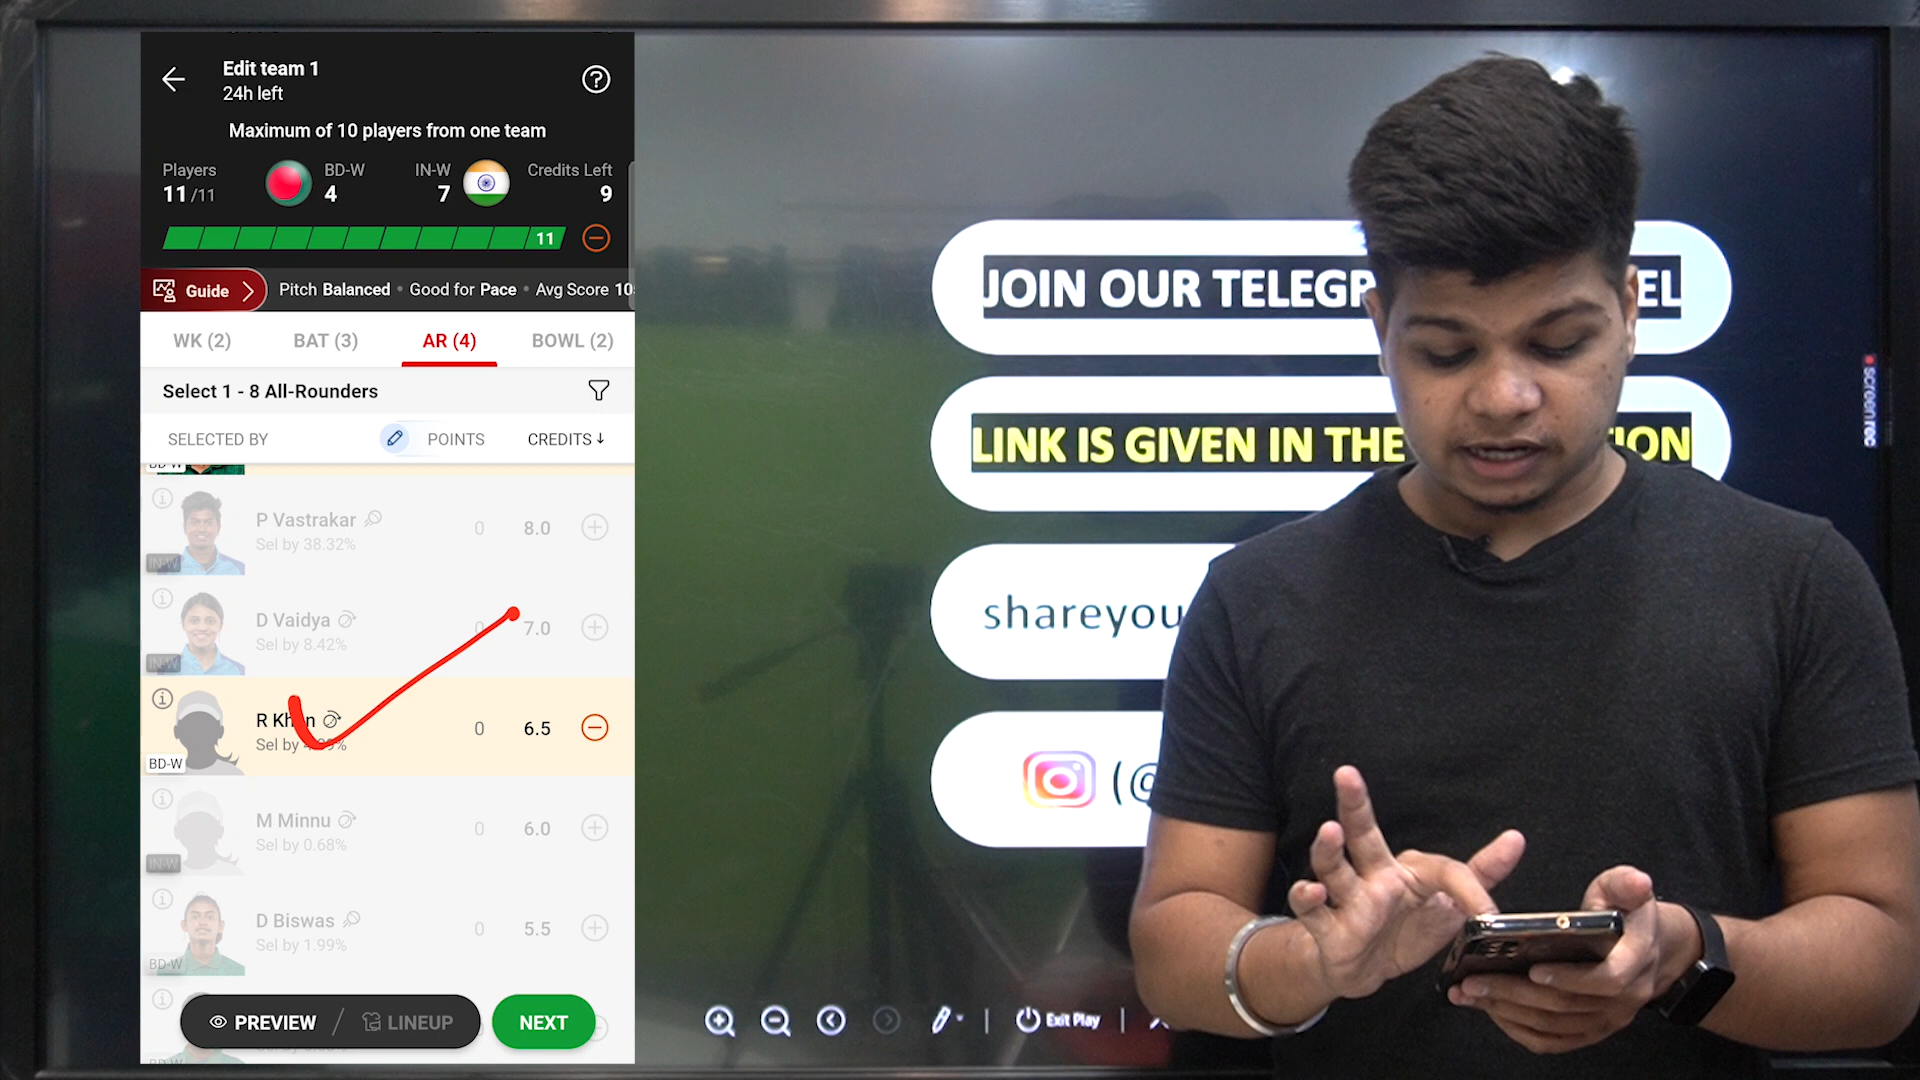 Edit team 1
24h left
Maximum of 10 players from one team
Players
11/11
BD-W
4
IN-W
7
Credits Left
9
11
Guide
Pitch Balanced • Good for Pace • Avg Score 10
WK (2)
BAT (3)
AR (4)
BOWL (2)
Select 1 - 8 All-Rounders
SELECTED BY
POINTS
CREDITS
BD-W
P Vastrakar
0
8.0
Sel by 38.32%
IN-W
D Vaidya
0
7.0
Sel by 8.42%
IN-W
R Khan
0
6.5
Sel by
BD-W
M Minnu
0
6.0
Sel by 0.68%
IN-W
D Biswas
0
5.5
Sel by 1.99%
BD-W
PREVIEW / LINEUP
NEXT
JOIN OUR TELEG EL
LINK IS GIVEN IN THE ION
shareyou
(@
Exit Play
screenrec